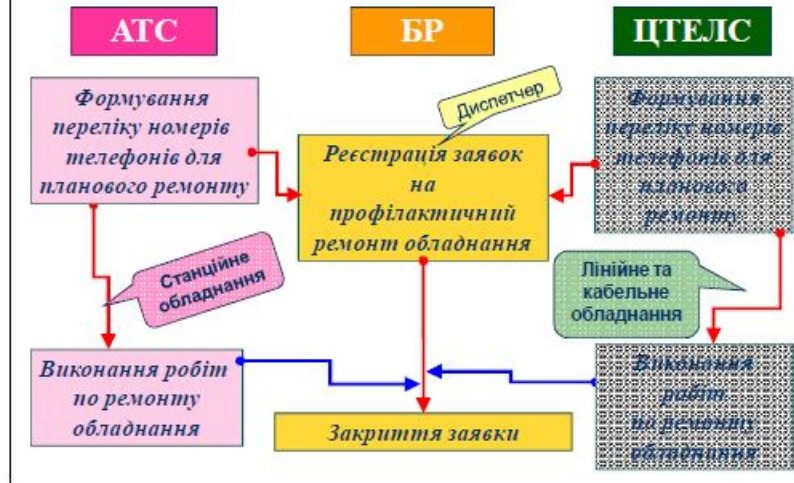 АТС
БР
ЦТЕЛС
Формування
переліку номерів
телефонів для
планового ремонту
Диспетчер
Реєстрація заявок
на
профілактичний
ремонт обладнання
Формування
переліку номерів
телефонів для
планового
ремонту
Станційне
обладнання
Лінійне та
кабельне
обладнання
Виконання робіт
по ремонту
обладнання
Закриття заявки
Виконання
робіт
по ремонту
обладнання